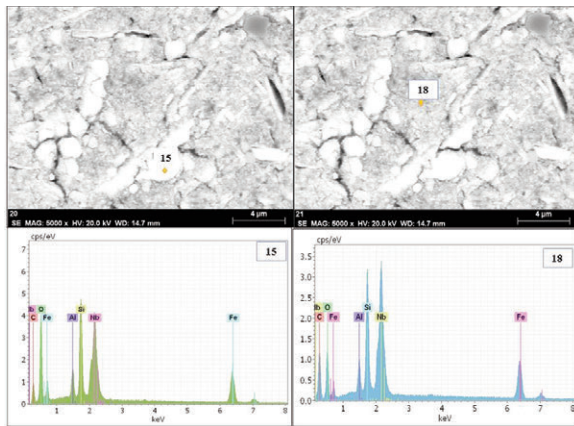 15
20
SE MAG: 5000 x HV: 20.0 kV WD: 14.7 mm
4 µm
18
21
SE MAG: 5000 x HV: 20.0 kV WD: 14.7 mm
4 µm
cps/eV
15
7
6
5
4
3
2
1
0
O
C
Fe
Al
Si
Nb
Fe
1 2 3 4 5 6 7 8
keV
cps/eV
18
3.5
3.0
2.5
2.0
1.5
1.0
0.5
0.0
O
C
Fe
Al
Si
Nb
Fe
1 2 3 4 5 6 7 8
keV